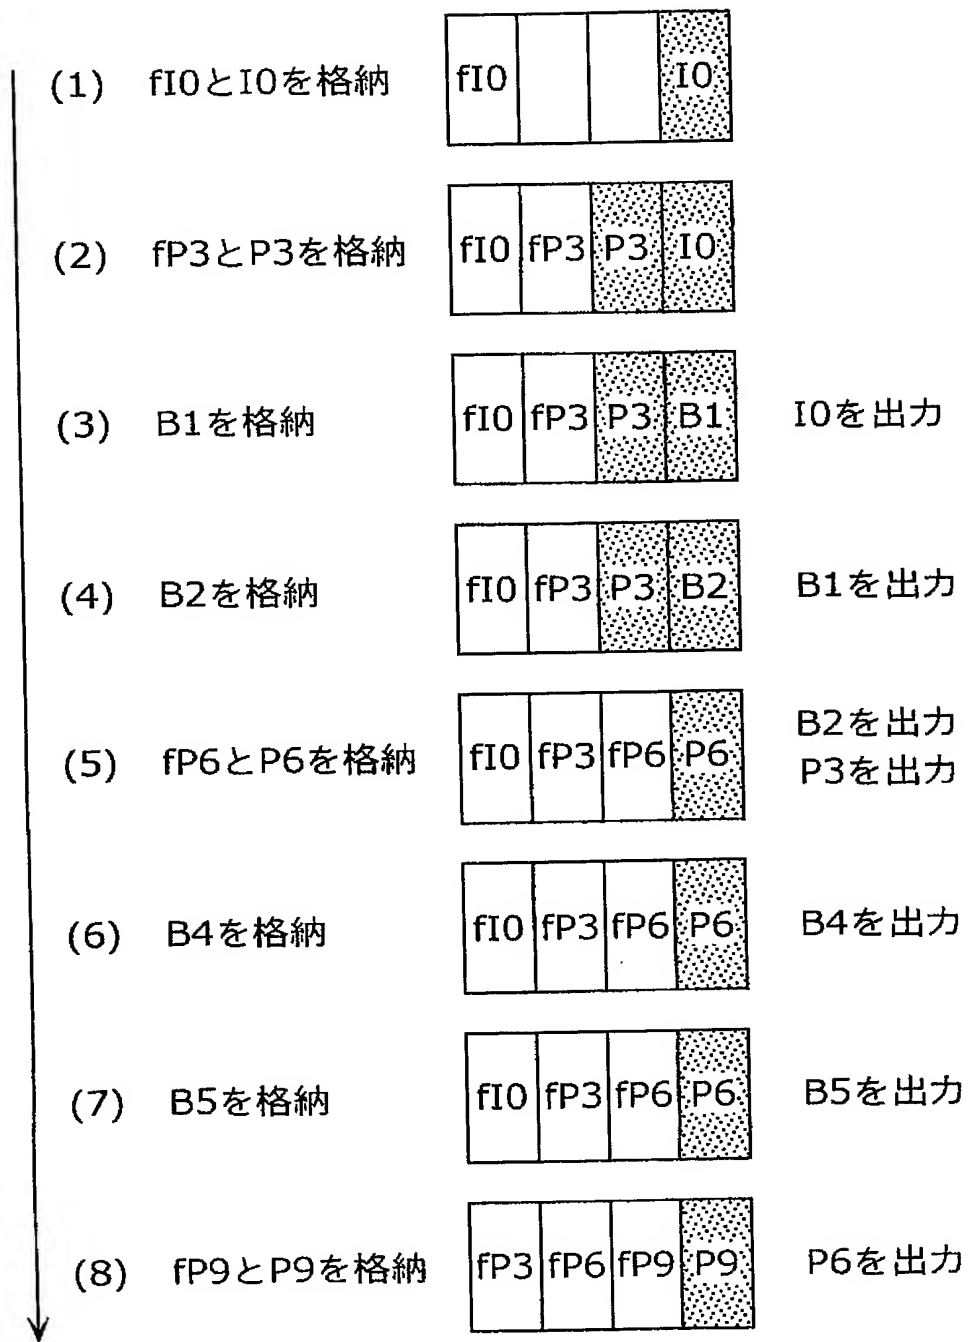 (1) fI0とI0を格納 fI0 I0
(2) fP3とP3を格納 fI0 fP3 P3 I0
(3) B1を格納 fI0 fP3 P3 B1 I0を出力
(4) B2を格納 fI0 fP3 P3 B2 B1を出力
(5) fP6とP6を格納 fI0 fP3 fP6 P6 B2を出力
P3を出力
(6) B4を格納 fI0 fP3 fP6 P6 B4を出力
(7) B5を格納 fI0 fP3 fP6 P6 B5を出力
(8) fP9とP9を格納 fP3 fP6 fP9 P9 P6を出力